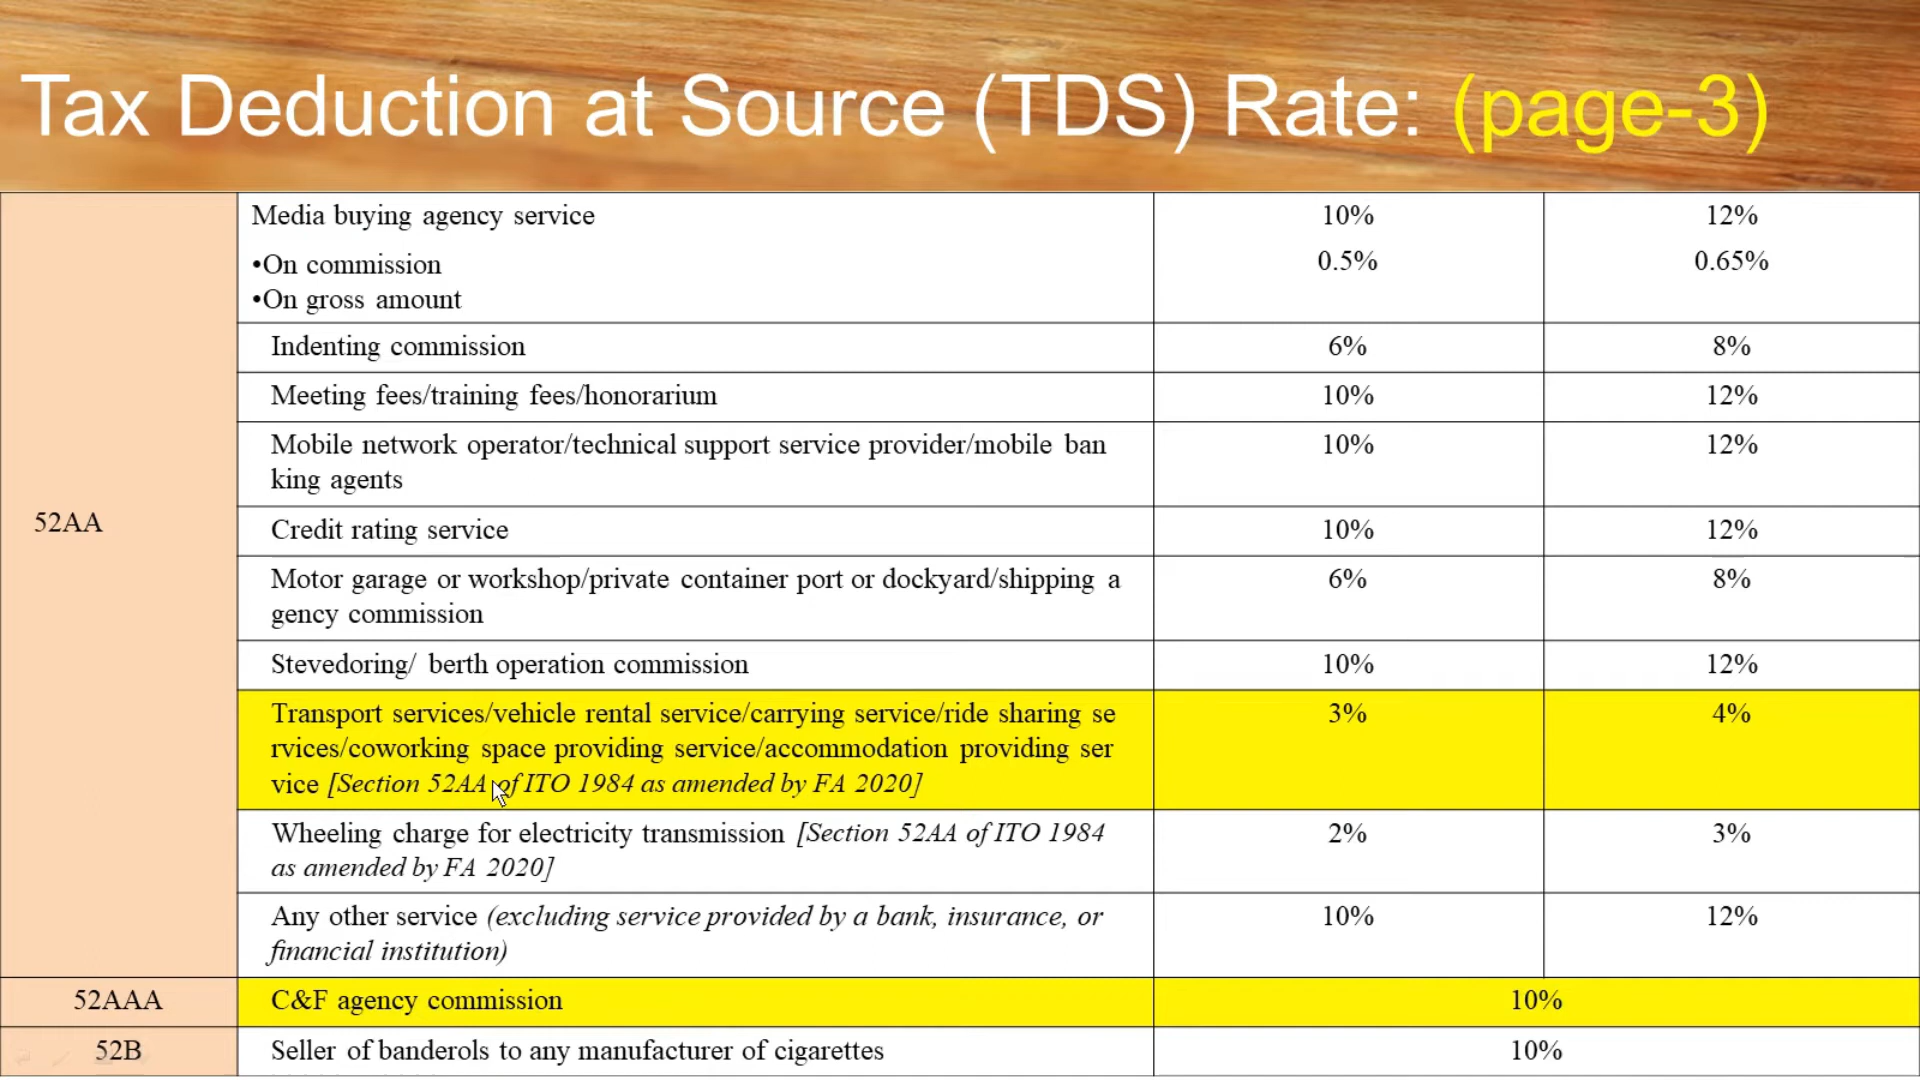 Tax Deduction at Source (TDS) Rate: (page-3)
52AA
Media buying agency service 10% 12%
•On commission 0.5% 0.65%
•On gross amount
Indenting commission 6% 8%
Meeting fees/training fees/honorarium 10% 12%
Mobile network operator/technical support service provider/mobile ban 10% 12%
king agents
Credit rating service 10% 12%
Motor garage or workshop/private container port or dockyard/shipping a 6% 8%
gency commission
Stevedoring/ berth operation commission 10% 12%
Transport services/vehicle rental service/carrying service/ride sharing se 3% 4%
rvices/coworking space providing service/accommodation providing ser
vice [Section 52AA of ITO 1984 as amended by FA 2020]
Wheeling charge for electricity transmission [Section 52AA of ITO 1984 2% 3%
as amended by FA 2020]
Any other service (excluding service provided by a bank, insurance, or 10% 12%
financial institution)
52AAA C&F agency commission 10%
52B Seller of banderols to any manufacturer of cigarettes 10%